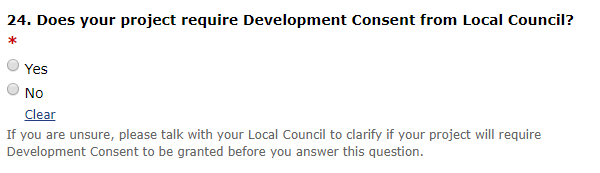 24. Does your project require Development Consent from Local Council?
*
Yes
No
Clear
If you are unsure, please talk with your Local Council to clarify if your project will require
Development Consent to be granted before you answer this question.